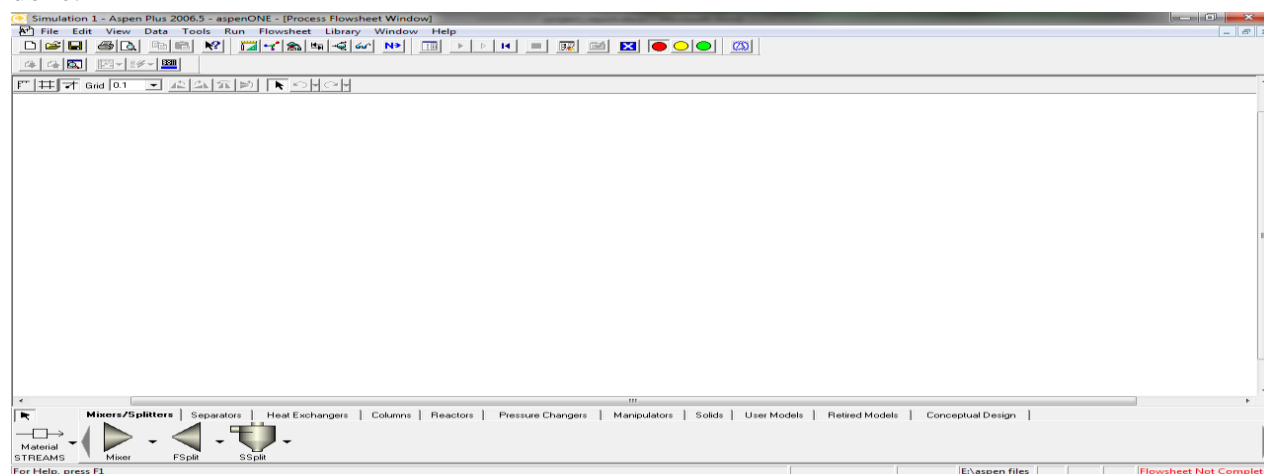 Simulation 1 - Aspen Plus 2006.5 - aspenONE - [Process Flowsheet Window]
File Edit View Data Tools Run Flowsheet Library Window Help
N>
Grid 0.1
Mixers/Splitters | Separators | Heat Exchangers | Columns | Reactors | Pressure Changers | Manipulators | Solids | User Models | Retired Models | Conceptual Design |
Material
STREAMS Mixer FSplit SSplit
For Help, press F1 E:\aspen files Flowsheet Not Complet